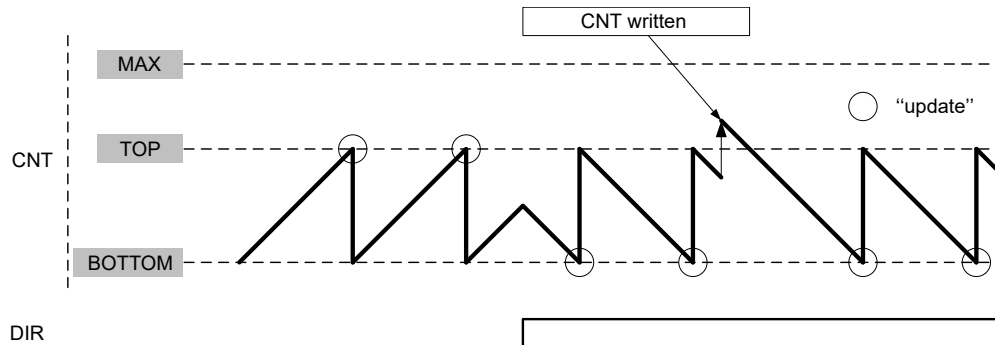 CNT written
MAX
"update"
TOP
CNT
BOTTOM
DIR